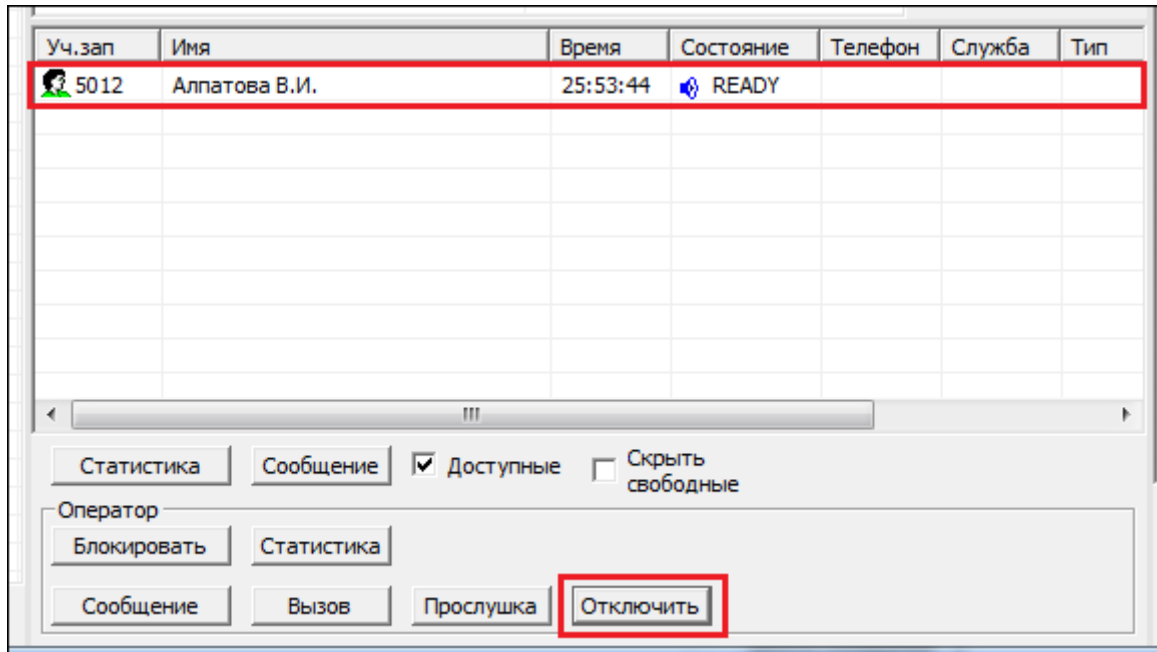 Уч.зап Имя Время Состояние Телефон Служба Тип
5012 Алпатова В.И. 25:53:44 READY
Статистика Сообщение Доступные Скрыть
свободные
Оператор
Блокировать Статистика
Сообщение Вызов Прослушка Отключить